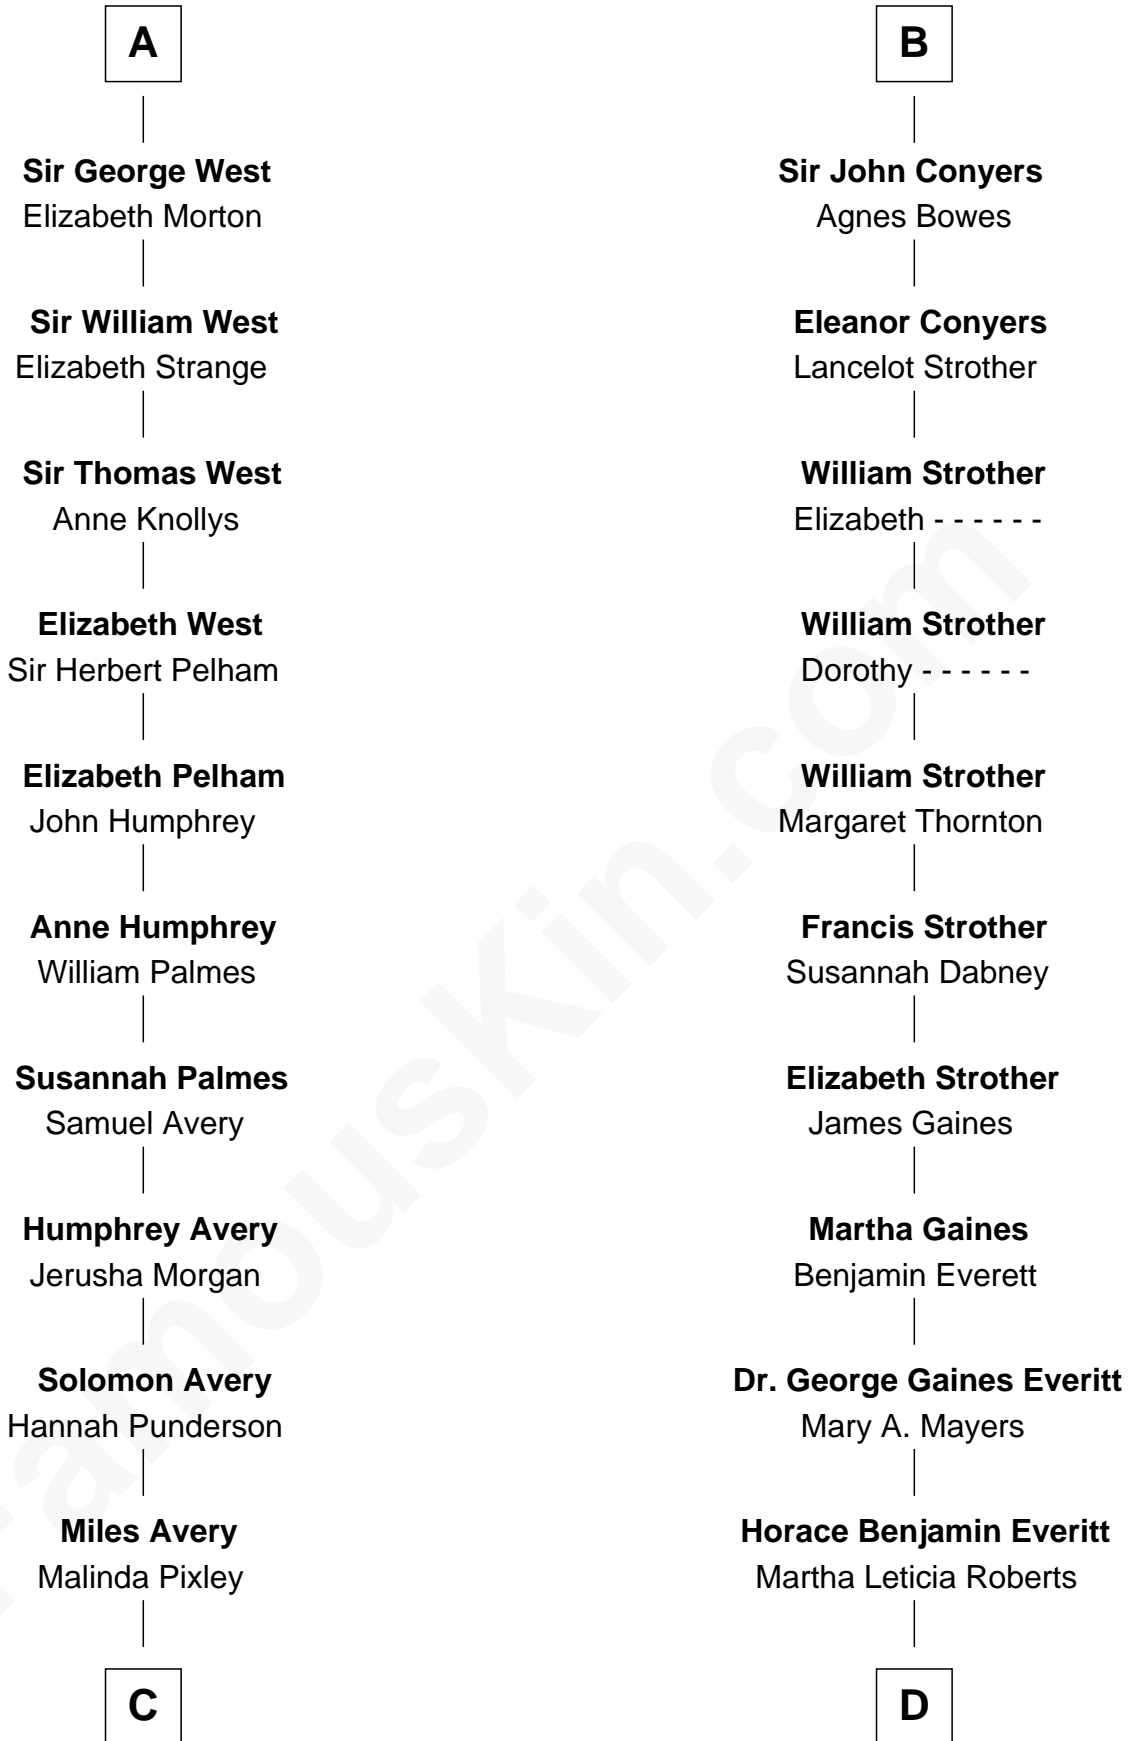 A
Sir George West
Elizabeth Morton
Sir William West
Elizabeth Strange
Sir Thomas West
Anne Knollys
Elizabeth West
Sir Herbert Pelham
Elizabeth Pelham
John Humphrey
Anne Humphrey
William Palmes
Susannah Palmes
Samuel Avery
Humphrey Avery
Jerusha Morgan
Solomon Avery
Hannah Punderson
Miles Avery
Malinda Pixley
C
B
Sir John Conyers
Agnes Bowes
Eleanor Conyers
Lancelot Strother
William Strother
Elizabeth - - - - - -
William Strother
Dorothy - - - - - -
William Strother
Margaret Thornton
Francis Strother
Susannah Dabney
Elizabeth Strother
James Gaines
Martha Gaines
Benjamin Everett
Dr. George Gaines Everitt
Mary A. Mayers
Horace Benjamin Everitt
Martha Leticia Roberts
D
FamousKin.com